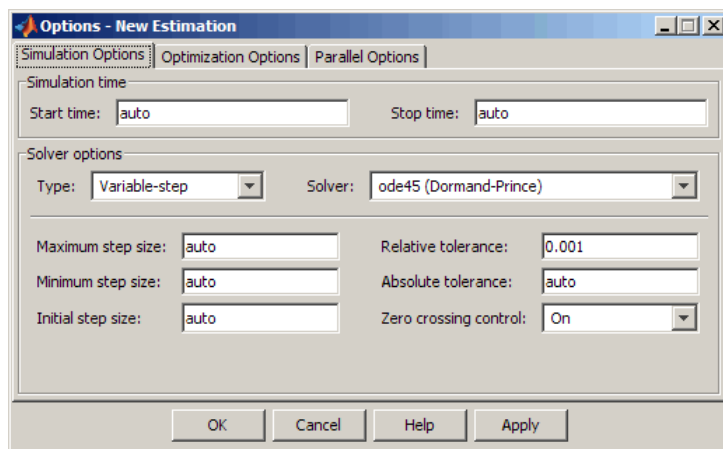 Options - New Estimation
Simulation Options Optimization Options Parallel Options
Simulation time
Start time: auto Stop time: auto
Solver options
Type: Variable-step Solver: ode45 (Dormand-Prince)
Maximum step size: auto Relative tolerance: 0.001
Minimum step size: auto Absolute tolerance: auto
Initial step size: auto Zero crossing control: On
OK Cancel Help Apply